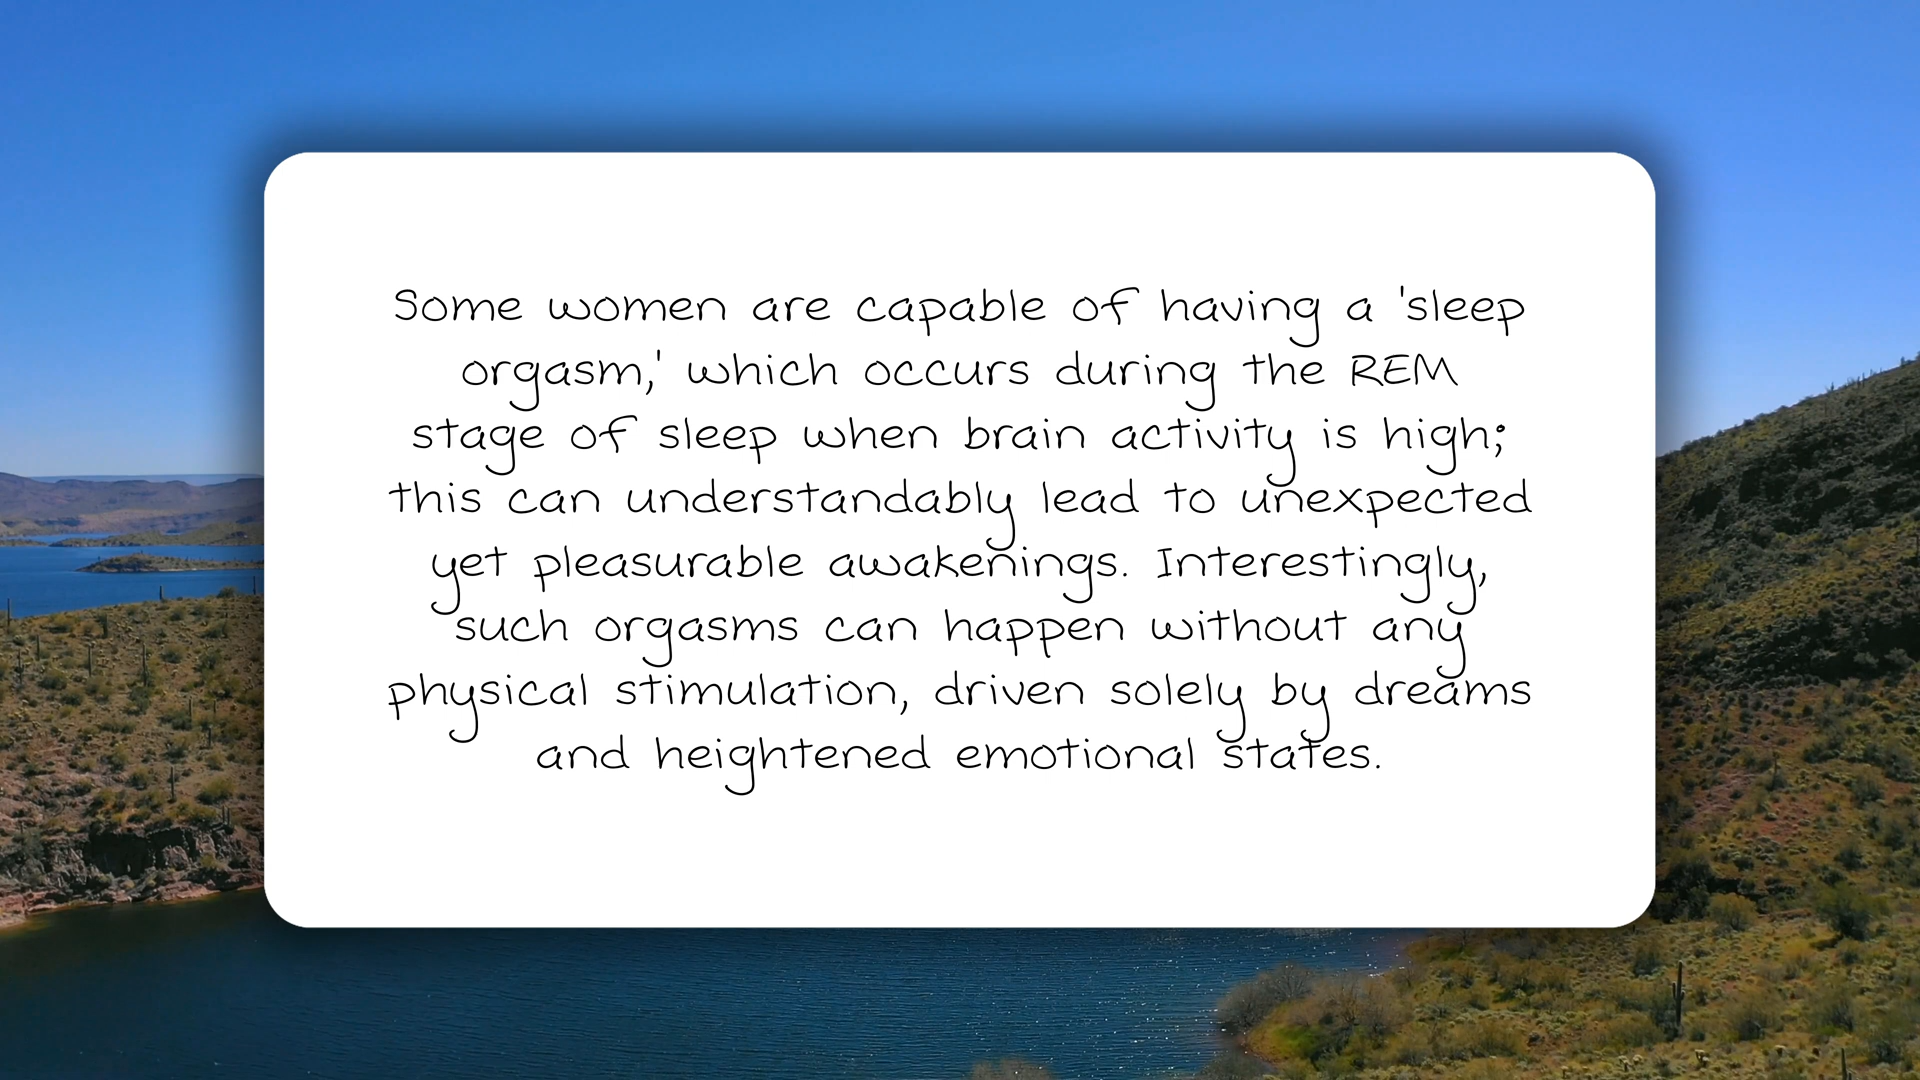 Some women are capable of having a 'sleep
orgasm,' which occurs during the REM
stage of sleep when brain activity is high;
this can understandably lead to unexpected
yet pleasurable awakenings. Interestingly,
such orgasms can happen without any
physical stimulation, driven solely by dreams
and heightened emotional states.